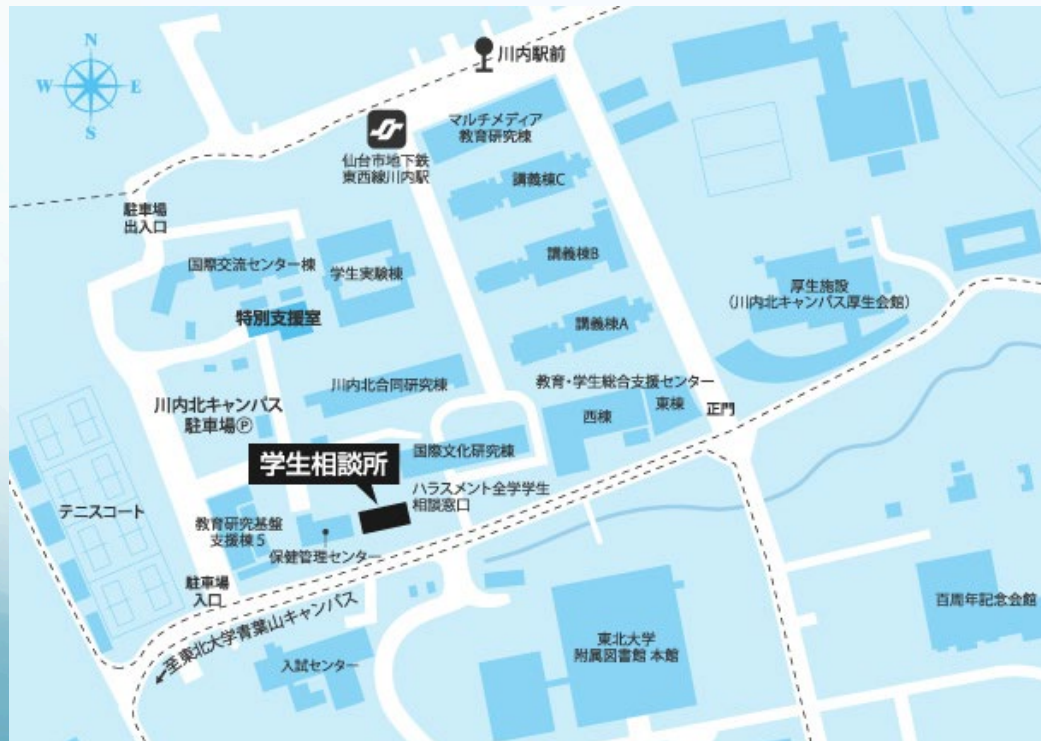 N
W
E
S
川内駅前
仙台市地下鉄
東西線川内駅
マルチメディア
教育研究棟
講義棟C
講義棟B
講義棟A
駐車場
出入口
国際交流センター棟
学生実験棟
特別支援室
厚生施設
（川内北キャンパス厚生会館）
川内北合同研究棟
教育・学生総合支援センター
西棟
東棟
正門
川内北キャンパス
駐車場Ⓟ
学生相談所
国際文化研究棟
ハラスメント全学学生
相談窓口
テニスコート
教育研究基盤
支援棟5
保健管理センター
駐車場
入口
至東北大学青葉山キャンパス
入試センター
東北大学
附属図書館 本館
百周年記念会館